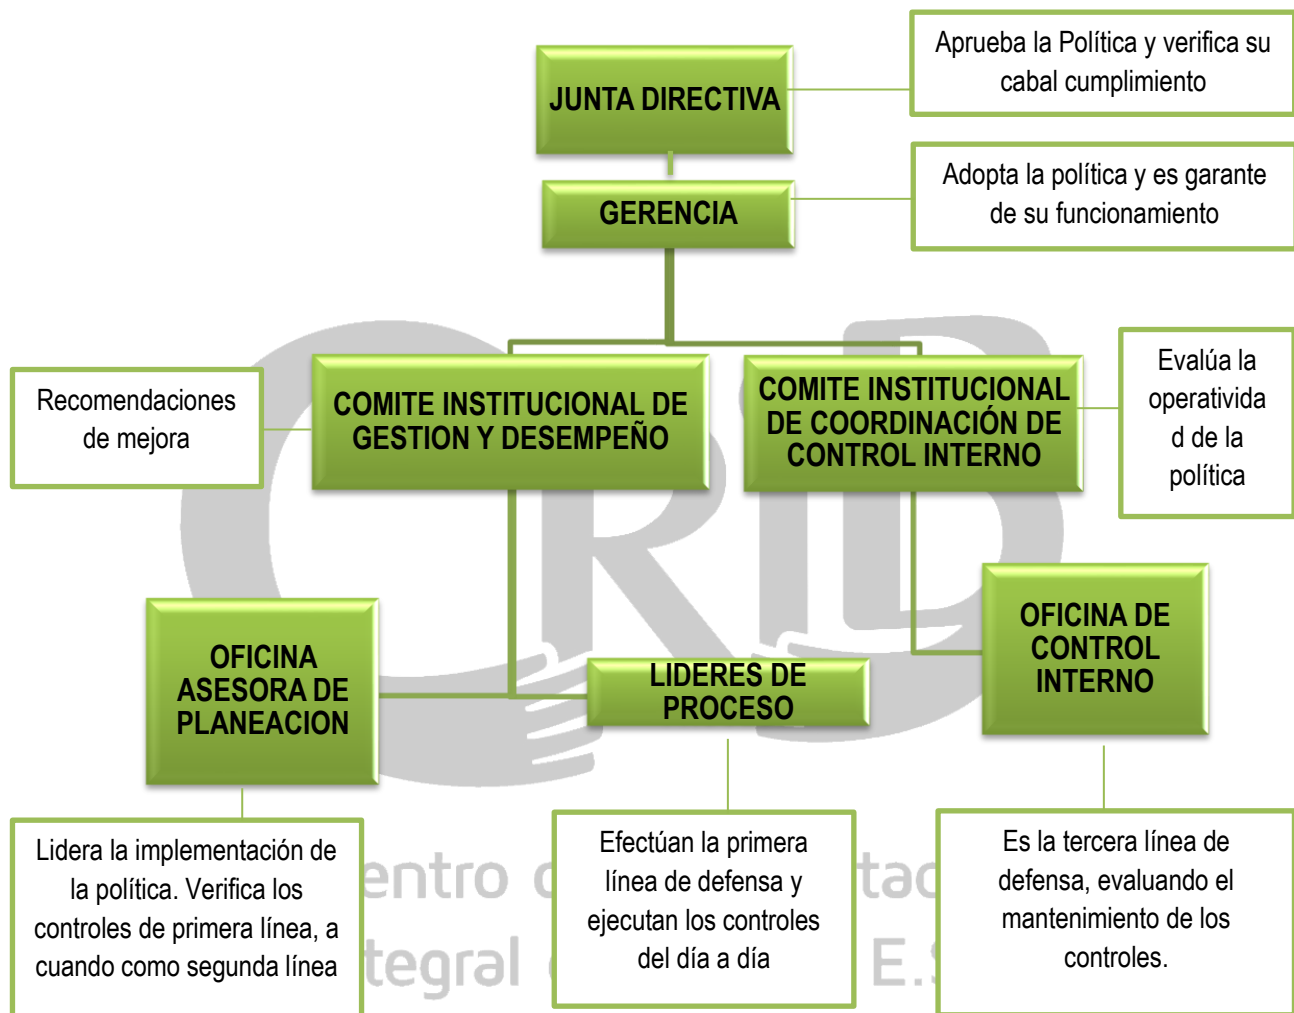 Aprueba la Política y verifica su
cabal cumplimiento
JUNTA DIRECTIVA
Adopta la política y es garante
de su funcionamiento
GERENCIA
Recomendaciones
de mejora
COMITE INSTITUCIONAL DE
GESTION Y DESEMPEÑO
COMITE INSTITUCIONAL
DE COORDINACIÓN DE
CONTROL INTERNO
Evalúa la
operativida
d de la
política
OFICINA
ASESORA DE
PLANEACION
LIDERES DE
PROCESO
OFICINA DE
CONTROL
INTERNO
Lidera la implementación de
la política. Verifica los
controles de primera línea, a
cuando como segunda línea
Efectúan la primera
línea de defensa y
ejecutan los controles
del día a día
Es la tercera línea de
defensa, evaluando el
mantenimiento de los
controles.
CRIB